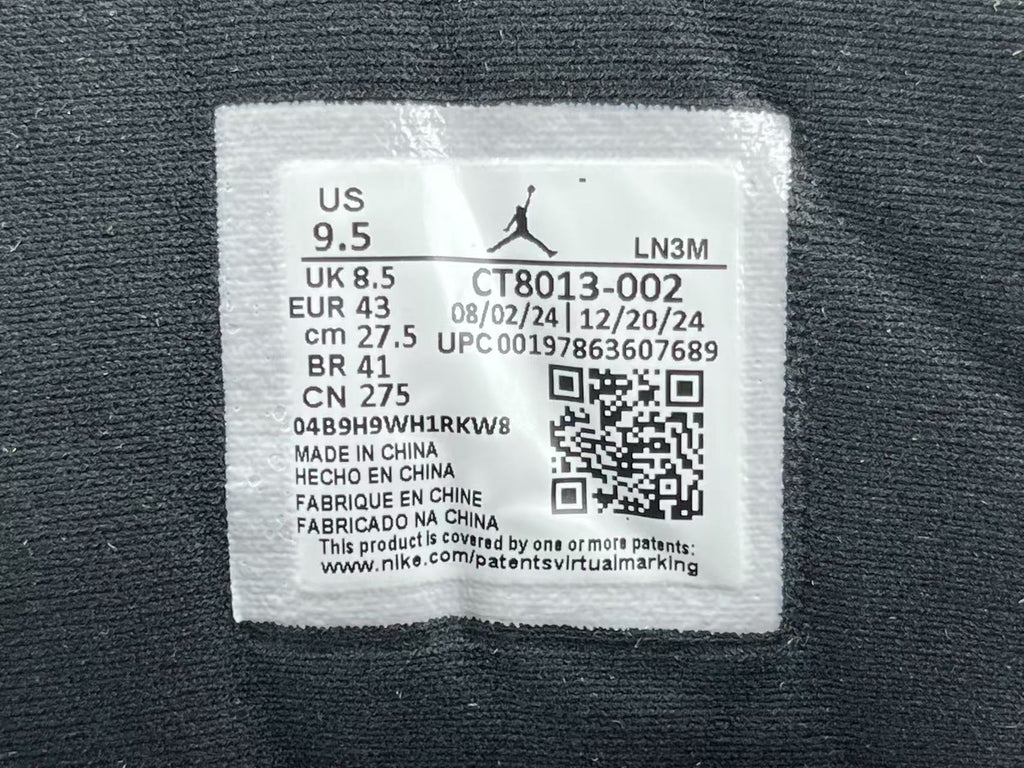 US
9.5
LN3M
UK 8.5
EUR 43
cm 27.5
BR 41
CN 275
CT8013-002
08/02/24 | 12/20/24
UPC 00197863607689
04B9H9WH1RKW8
MADE IN CHINA
HECHO EN CHINA
FABRIQUE EN CHINE
FABRICADO NA CHINA
This product is covered by one or more patents:
www.nike.com/patentsvirtualmarking